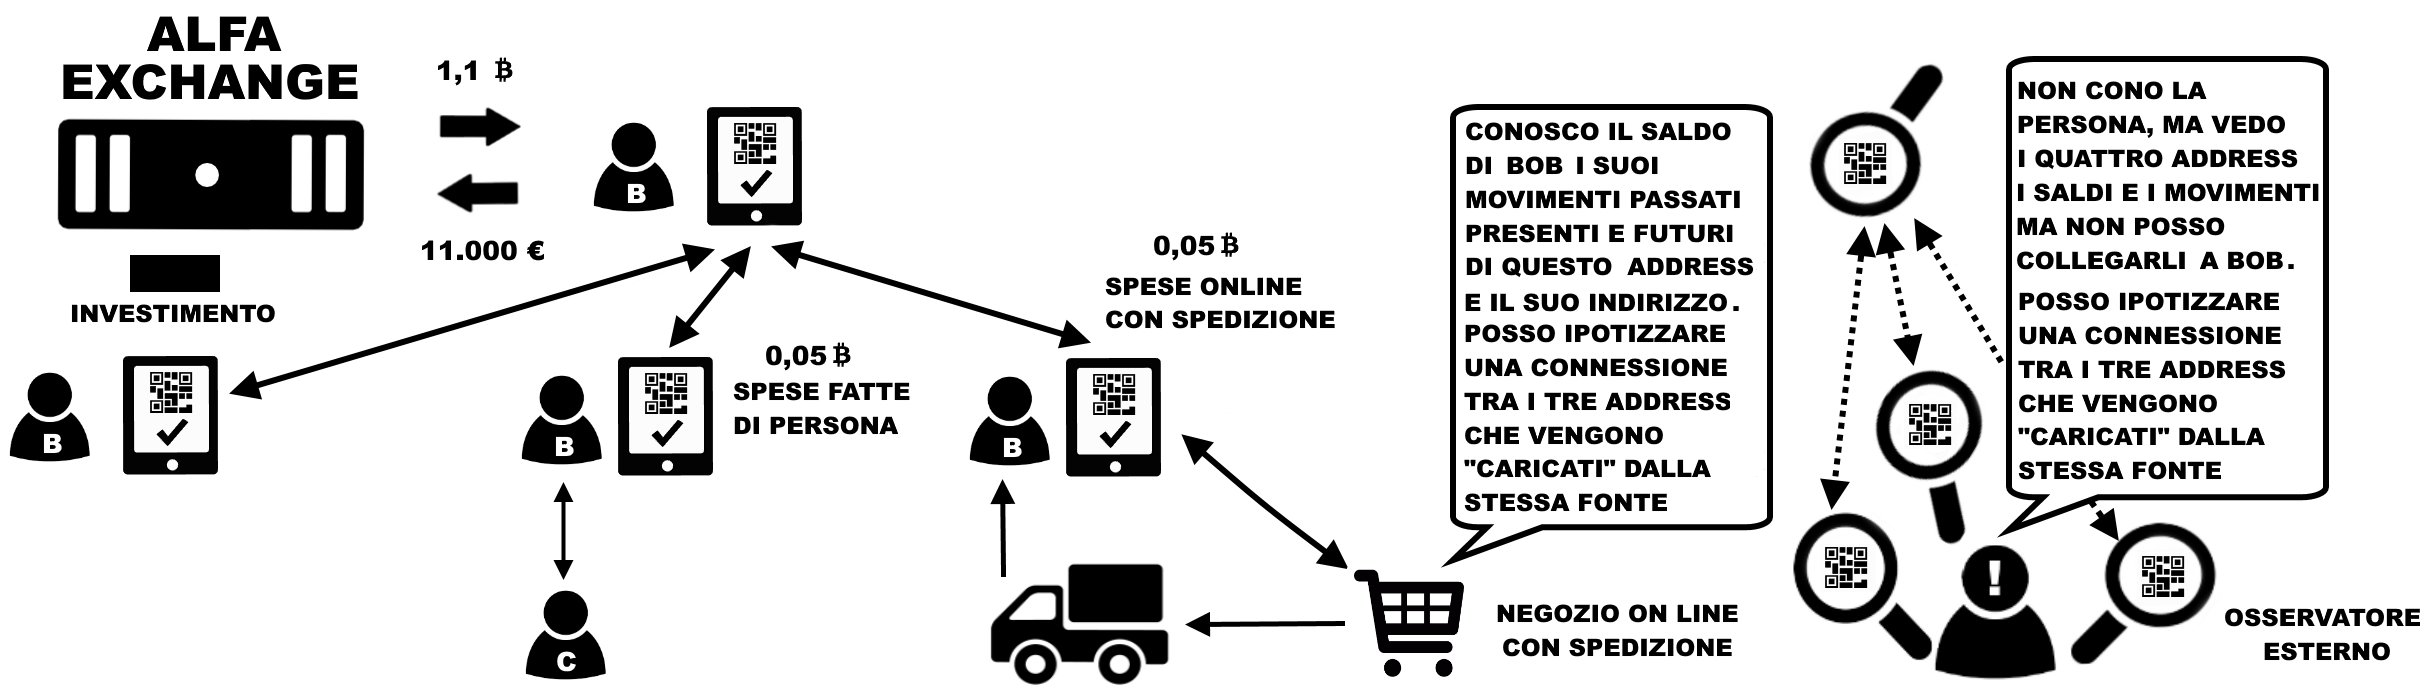 ALFA
EXCHANGE
1,1 ₿
11.000 €
INVESTIMENTO
B
B
0,05 ₿
SPESE FATTE
DI PERSONA
B
C
0,05 ₿
SPESE ONLINE
CON SPEDIZIONE
B
NEGOZIO ON LINE
CON SPEDIZIONE
CONOSCO IL SALDO
DI BOB I SUOI
MOVIMENTI PASSATI
PRESENTI E FUTURI
DI QUESTO ADDRESS
E IL SUO INDIRIZZO.
POSSO IPOTIZZARE
UNA CONNESSIONE
TRA I TRE ADDRESS
CHE VENGONO
"CARICATI" DALLA
STESSA FONTE
NON CONO LA
PERSONA, MA VEDO
I QUATTRO ADDRESS
I SALDI E I MOVIMENTI
MA NON POSSO
COLLEGARLI A BOB.
POSSO IPOTIZZARE
UNA CONNESSIONE
TRA I TRE ADDRESS
CHE VENGONO
"CARICATI" DALLA
STESSA FONTE
!
OSSERVATORE
ESTERNO